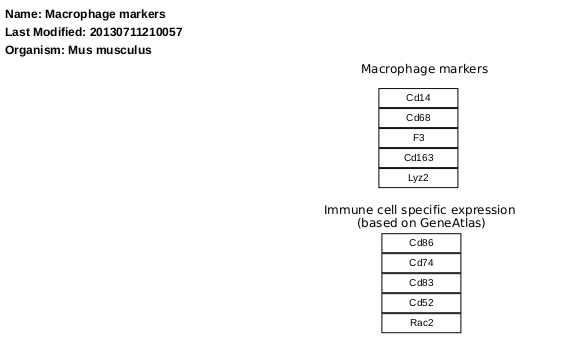 Name: Macrophage markers
Last Modified: 20130711210057
Organism: Mus musculus
Macrophage markers
Cd14
Cd68
F3
Cd163
Lyz2
Immune cell specific expression
(based on GeneAtlas)
Cd86
Cd74
Cd83
Cd52
Rac2